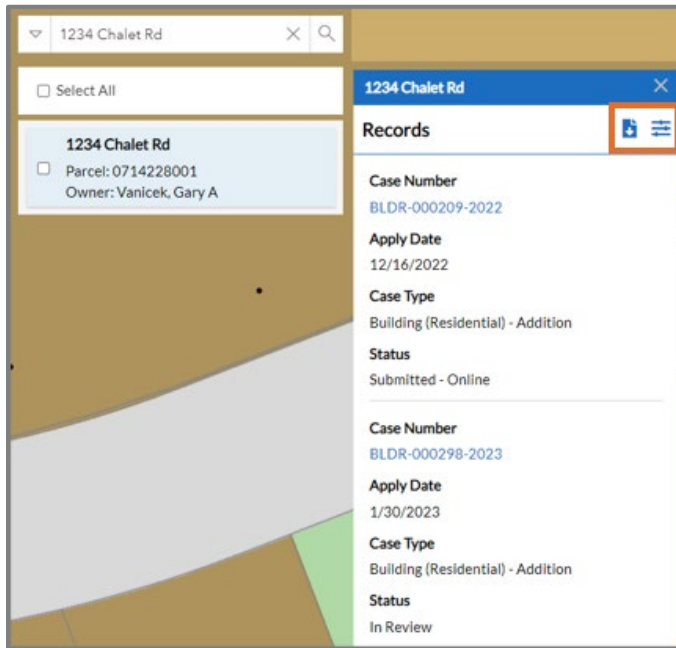 1234 Chalet Rd
Select All
1234 Chalet Rd
Parcel: 0714228001
Owner: Vanicek, Gary A
1234 Chalet Rd
Records
Case Number
BLDR-000209-2022
Apply Date
12/16/2022
Case Type
Building (Residential) - Addition
Status
Submitted - Online
Case Number
BLDR-000298-2023
Apply Date
1/30/2023
Case Type
Building (Residential) - Addition
Status
In Review